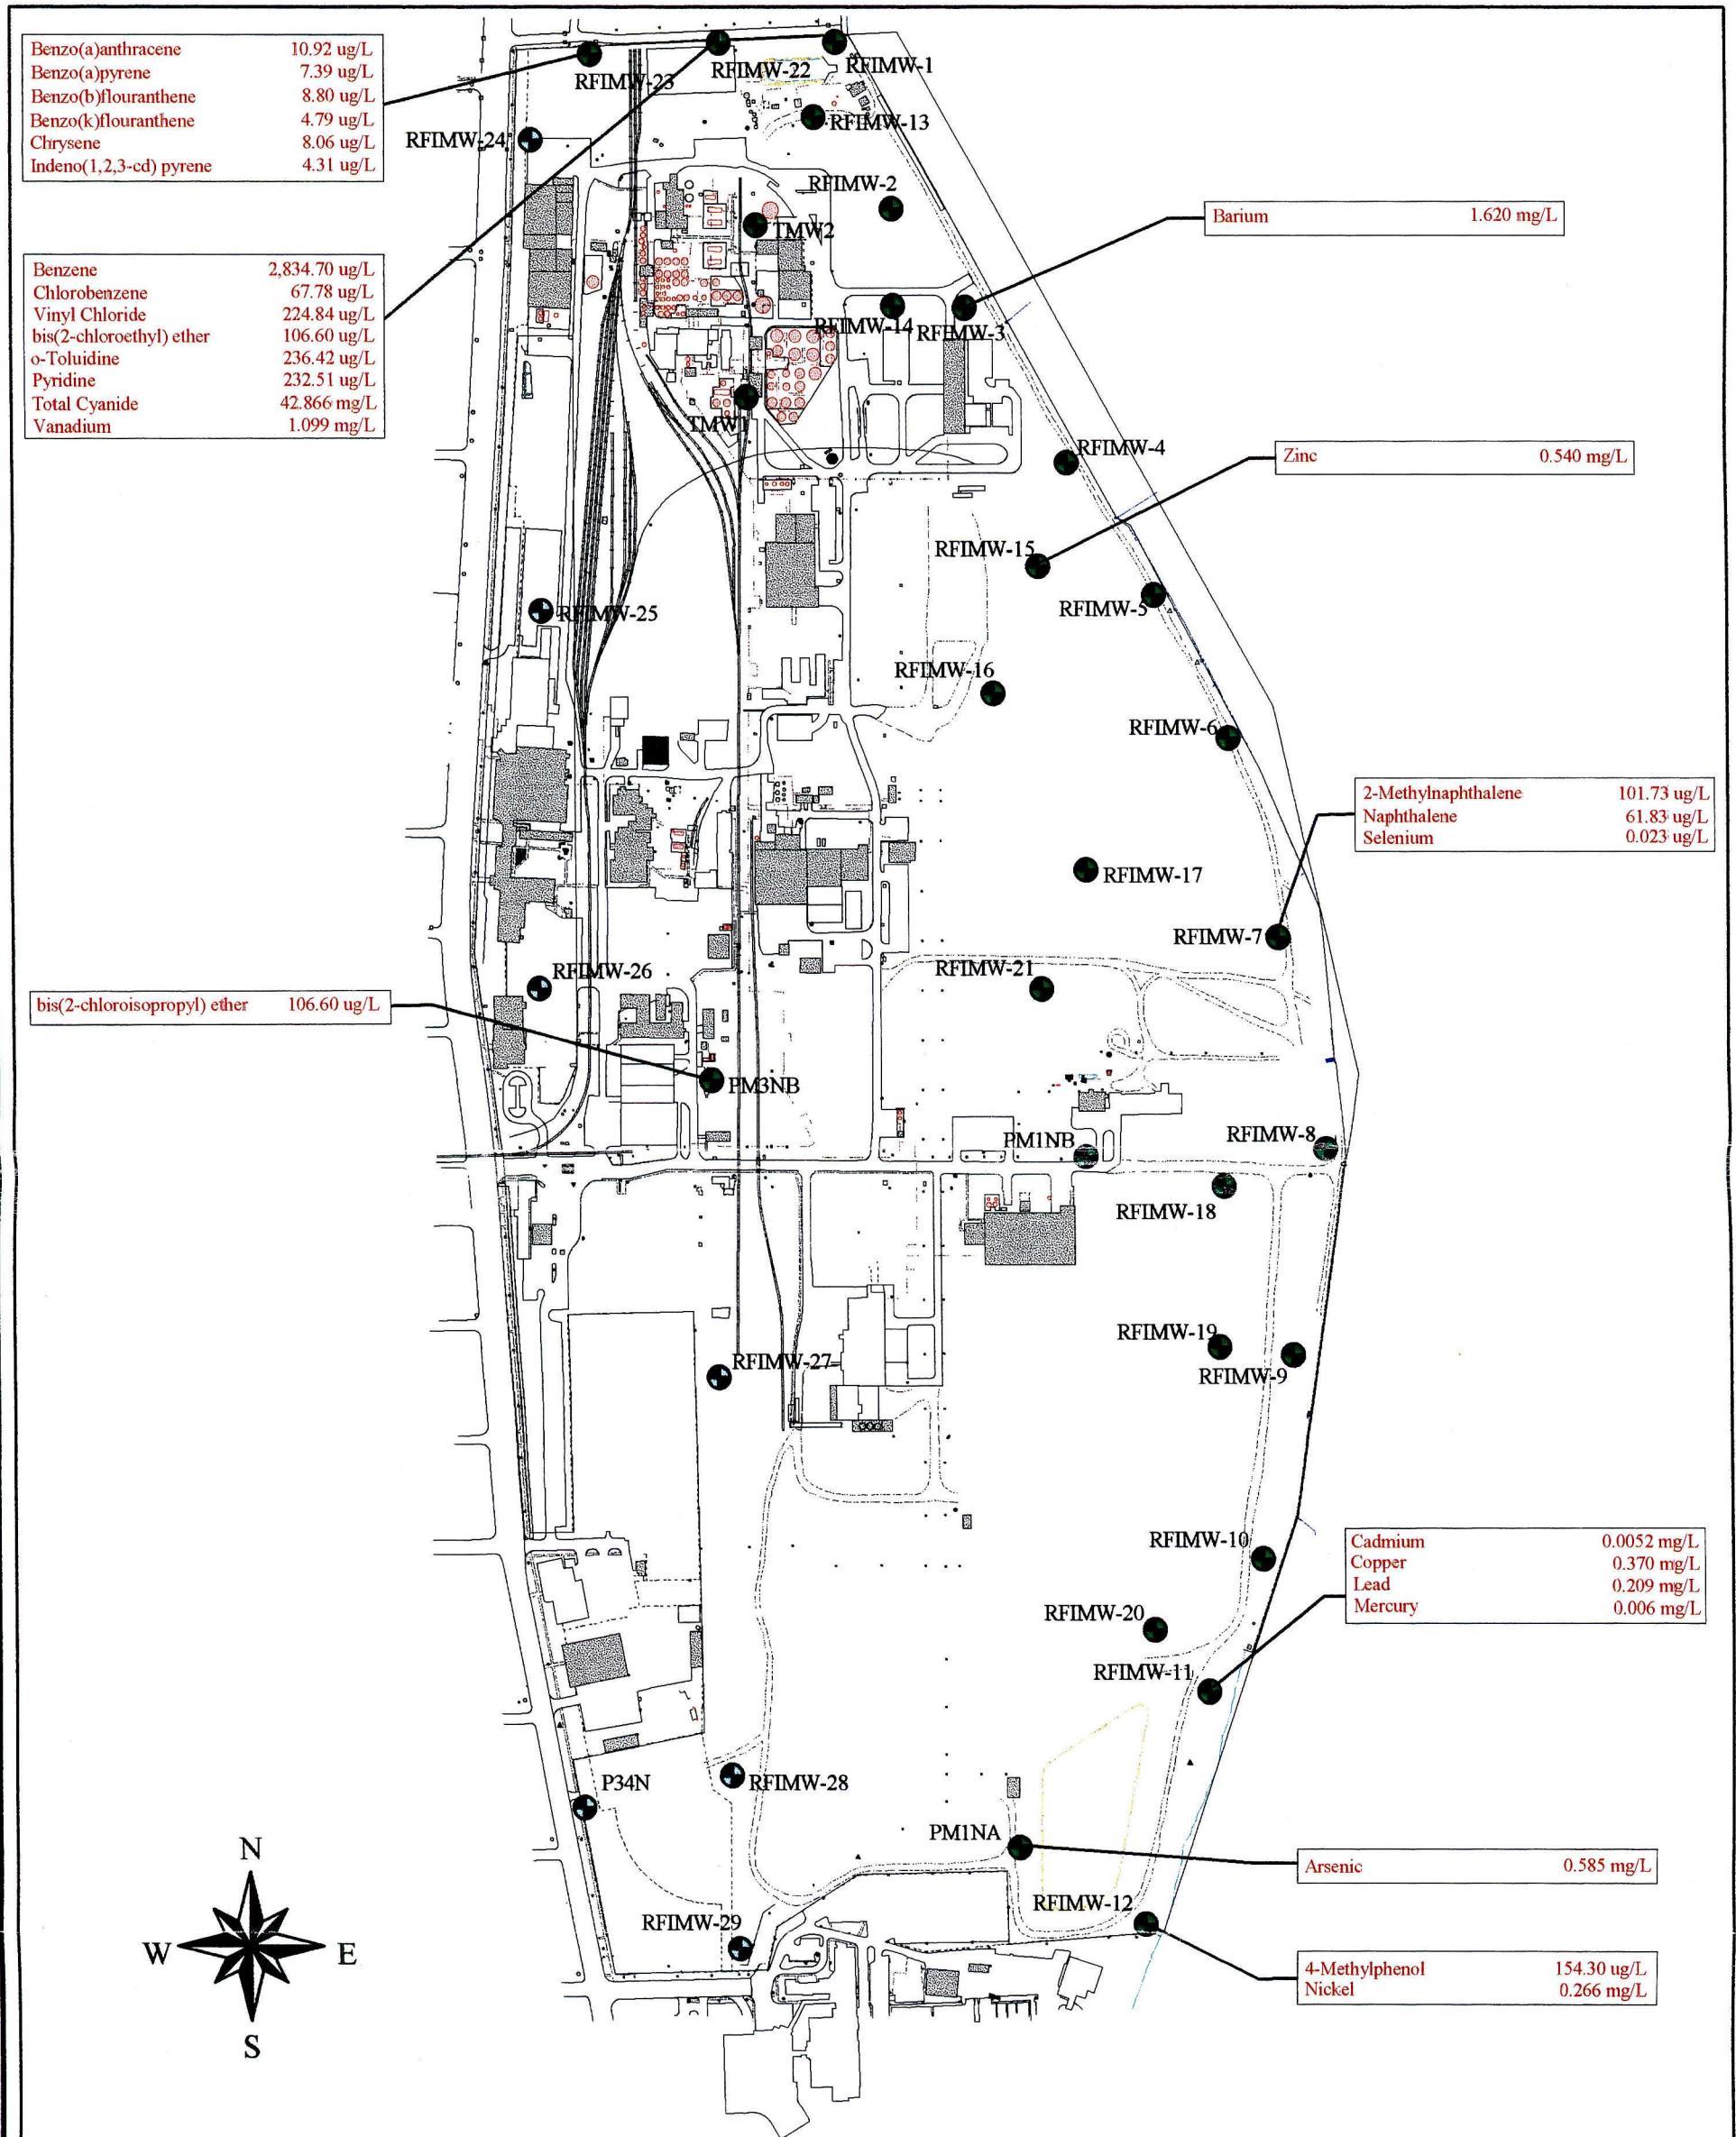 Benzo(a)anthracene 10.92 ug/L
Benzo(a)pyrene 7.39 ug/L
Benzo(b)flouranthene 8.80 ug/L
Benzo(k)flouranthene 4.79 ug/L
Chrysene 8.06 ug/L
Indeno(1,2,3-cd) pyrene 4.31 ug/L
RFIMW-23
RFIMW-22
RFIMW-1
RFIMW-13
RFIMW-24
RFIMW-2
TMW2
Barium 1.620 mg/L
Benzene 2,834.70 ug/L
Chlorobenzene 67.78 ug/L
Vinyl Chloride 224.84 ug/L
bis(2-chloroethyl) ether 106.60 ug/L
o-Toluidine 236.42 ug/L
Pyridine 232.51 ug/L
Total Cyanide 42.866 mg/L
Vanadium 1.099 mg/L
RFIMW-14
RFIMW-3
TMW1
RFIMW-4
Zinc 0.540 mg/L
RFIMW-15
RFIMW-5
RFIMW-25
RFIMW-16
RFIMW-6
2-Methylnaphthalene 101.73 ug/L
Naphthalene 61.83 ug/L
Selenium 0.023 ug/L
RFIMW-17
RFIMW-7
RFIMW-26
RFIMW-21
bis(2-chloroisopropyl) ether 106.60 ug/L
PM3NB
PM1NB
RFIMW-8
RFIMW-18
RFIMW-19
RFIMW-9
RFIMW-27
RFIMW-10
Cadmium 0.0052 mg/L
Copper 0.370 mg/L
Lead 0.209 mg/L
Mercury 0.006 mg/L
RFIMW-20
RFIMW-11
P34N
RFIMW-28
PM1NA
Arsenic 0.585 mg/L
RFIMW-12
RFIMW-29
4-Methylphenol 154.30 ug/L
Nickel 0.266 mg/L
N
W E
S